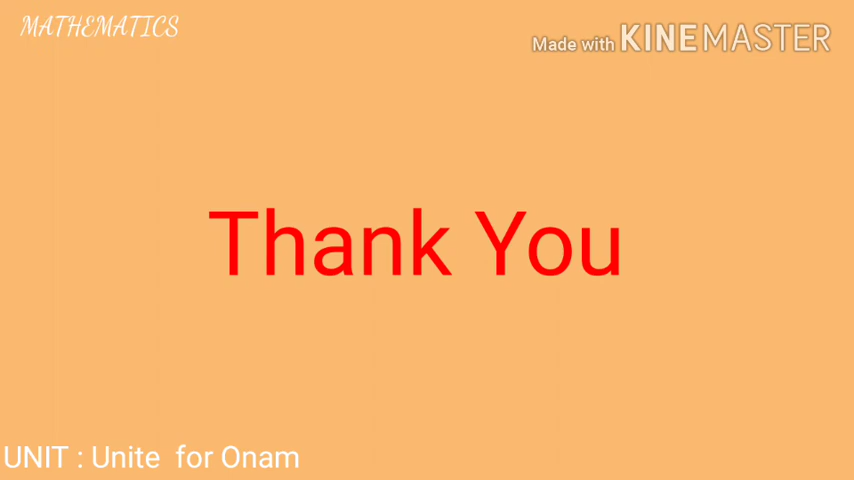 MATHEMATICS
Made with KINEMASTER
Thank You
UNIT : Unite for Onam